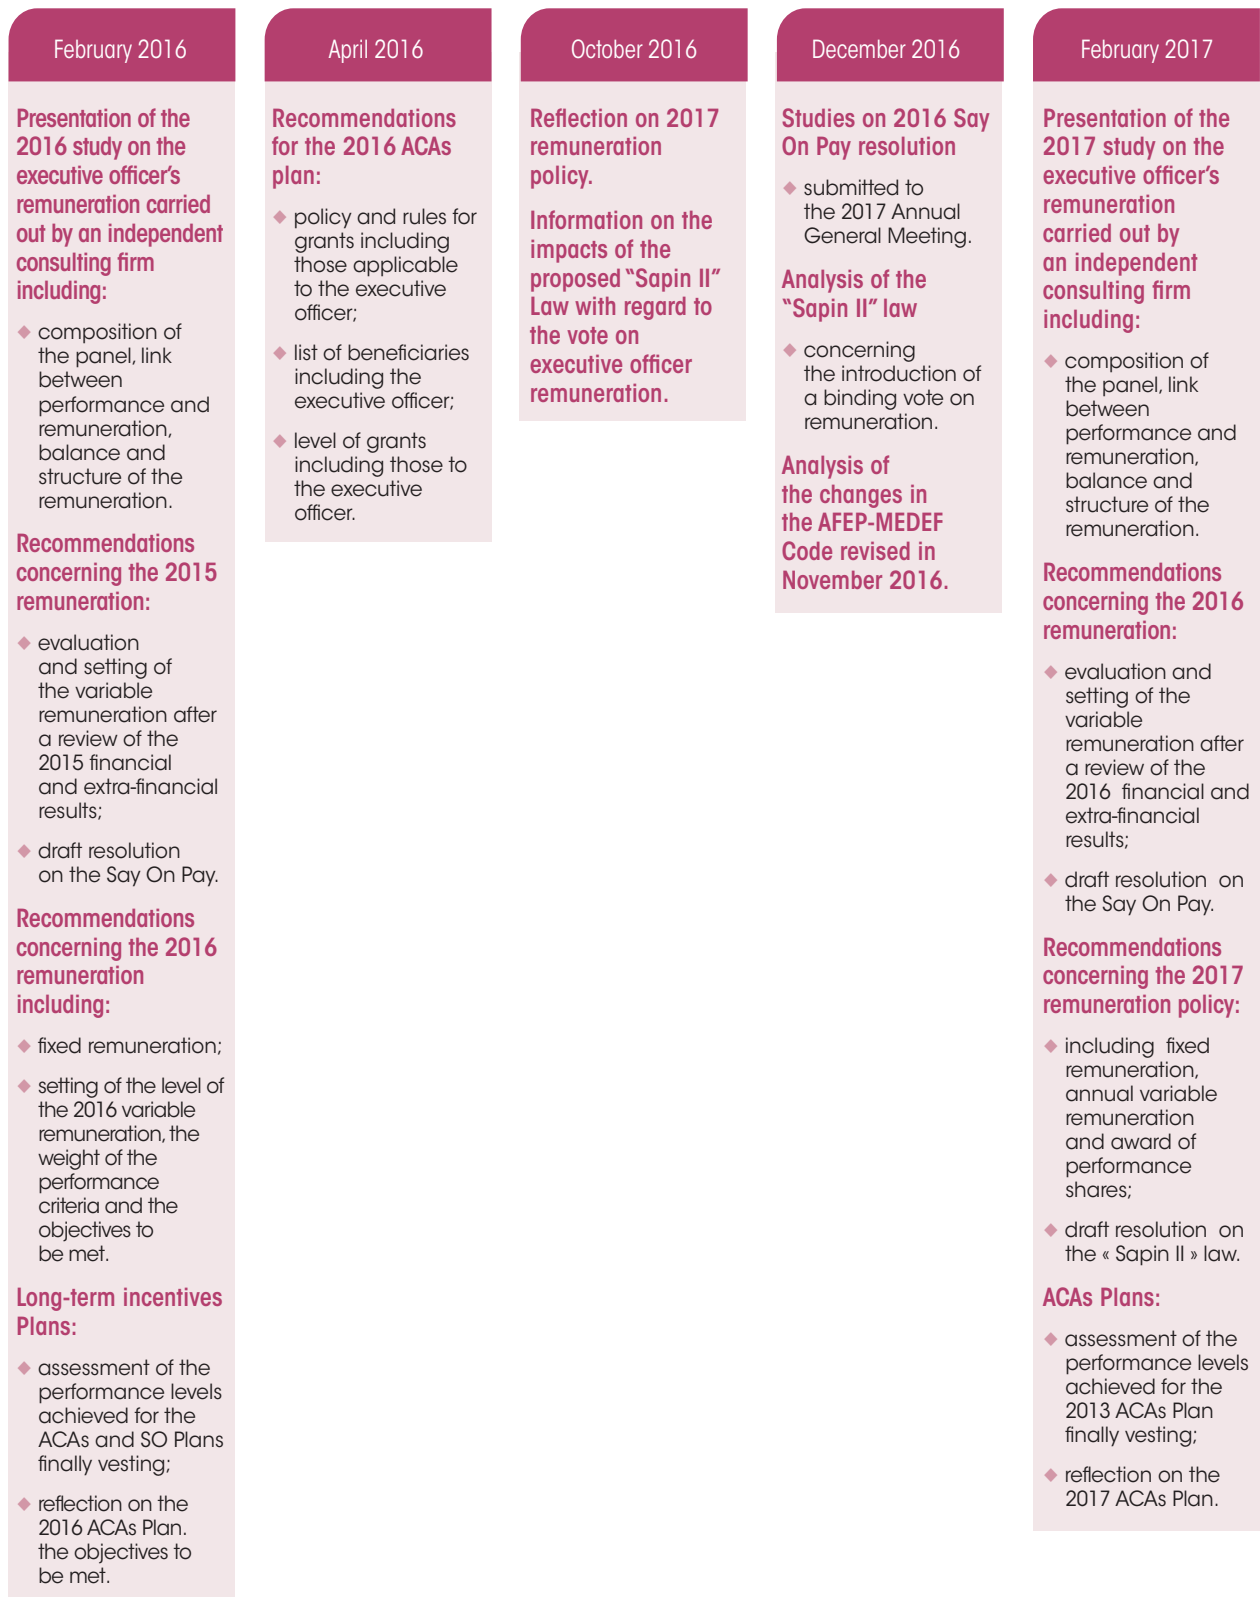 February 2016
Presentation of the
2016 study on the
executive officer's
remuneration carried
out by an independent
consulting firm
including:
◆ composition of
the panel, link
between
performance and
remuneration,
balance and
structure of the
remuneration.
Recommendations
concerning the 2015
remuneration:
◆ evaluation
and setting of
the variable
remuneration after
a review of the
2015 financial
and extra-financial
results;
◆ draft resolution
on the Say On Pay.
Recommendations
concerning the 2016
remuneration
including:
◆ fixed remuneration;
◆ setting of the level of
the 2016 variable
remuneration, the
weight of the
performance
criteria and the
objectives to
be met.
Long-term incentives
Plans:
◆ assessment of the
performance levels
achieved for the
ACAs and SO Plans
finally vesting;
◆ reflection on the
2016 ACAs Plan.
the objectives to
be met.
April 2016
Recommendations
for the 2016 ACAs
plan:
◆ policy and rules for
grants including
those applicable
to the executive
officer;
◆ list of beneficiaries
including the
executive officer;
◆ level of grants
including those to
the executive
officer.
October 2016
Reflection on 2017
remuneration
policy.
Information on the
impacts of the
proposed "Sapin II"
Law with regard to
the vote on
executive officer
remuneration.
December 2016
Studies on 2016 Say
On Pay resolution
◆ submitted to
the 2017 Annual
General Meeting.
Analysis of the
"Sapin II" law
◆ concerning
the introduction of
a binding vote on
remuneration.
Analysis of
the changes in
the AFEP-MEDEF
Code revised in
November 2016.
February 2017
Presentation of the
2017 study on the
executive officer's
remuneration
carried out by
an independent
consulting firm
including:
◆ composition of
the panel, link
between
performance and
remuneration,
balance and
structure of the
remuneration.
Recommendations
concerning the 2016
remuneration:
◆ evaluation and
setting of the
variable
remuneration after
a review of the
2016 financial and
extra-financial
results;
◆ draft resolution on
the Say On Pay.
Recommendations
concerning the 2017
remuneration policy:
◆ including fixed
remuneration,
annual variable
remuneration
and award of
performance
shares;
◆ draft resolution on
the « Sapin II » law.
ACAs Plans:
◆ assessment of the
performance levels
achieved for the
2013 ACAs Plan
finally vesting;
◆ reflection on the
2017 ACAs Plan.